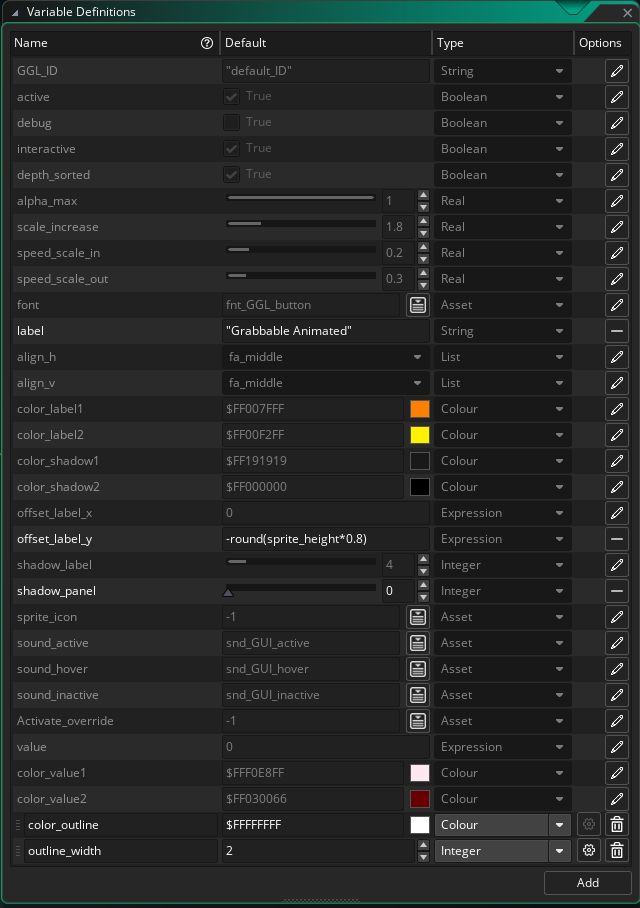 Variable Definitions
Name Default Type Options
GGL_ID "default_ID" String
active True Boolean
debug True Boolean
interactive True Boolean
depth_sorted True Boolean
alpha_max 1 Real
scale_increase 1.8 Real
speed_scale_in 0.2 Real
speed_scale_out 0.3 Real
font fnt_GGL_button Asset
label "Grabbable Animated" String
align_h fa_middle List
align_v fa_middle List
color_label1 $FF007FFF Colour
color_label2 $FF00F2FF Colour
color_shadow1 $FF191919 Colour
color_shadow2 $FF000000 Colour
offset_label_x 0 Expression
offset_label_y -round(sprite_height*0.8) Expression
shadow_label 4 Integer
shadow_panel 0 Integer
sprite_icon -1 Asset
sound_active snd_GUI_active Asset
sound_hover snd_GUI_hover Asset
sound_inactive snd_GUI_inactive Asset
Activate_override -1 Asset
value 0 Expression
color_value1 $FFF0E8FF Colour
color_value2 $FF030066 Colour
color_outline $FFFFFFFF Colour
outline_width 2 Integer
Add